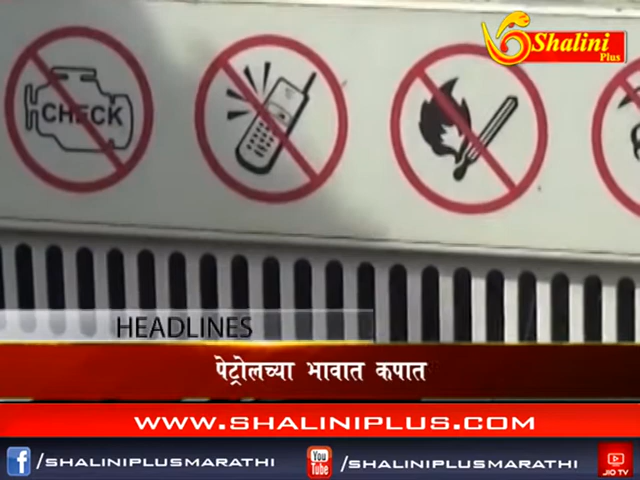 Shalini
Plus
CHECK
HEADLINES
पेट्रोलच्या भावात कपात
WWW.SHALINIPLUS.COM
/SHALINIPLUSMARATHI
You
Tube
/SHALINIPLUSMARATHI
JIO TV